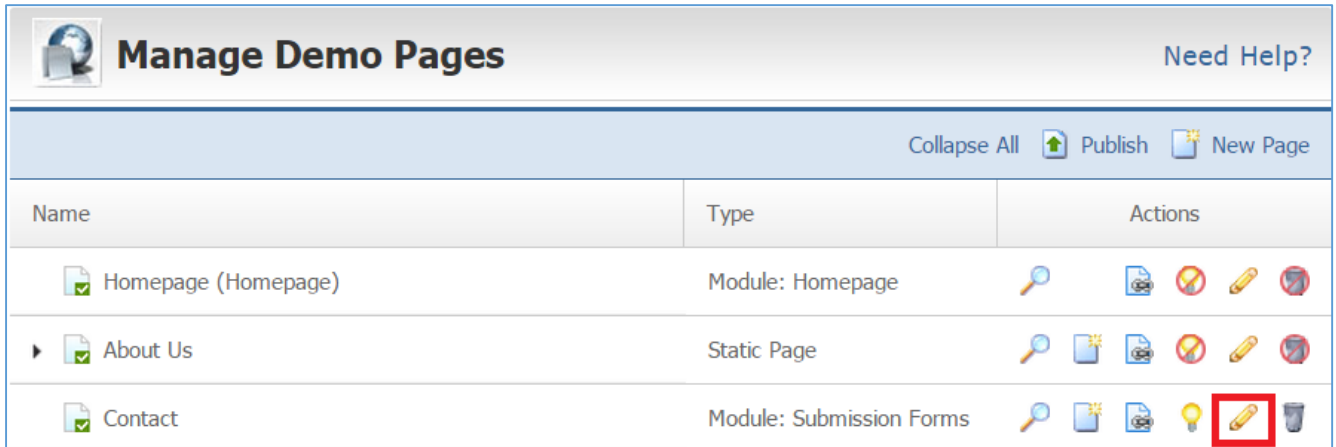 Manage Demo Pages
Need Help?
Collapse All Publish New Page
Name Type Actions
Homepage (Homepage) Module: Homepage
About Us Static Page
Contact Module: Submission Forms